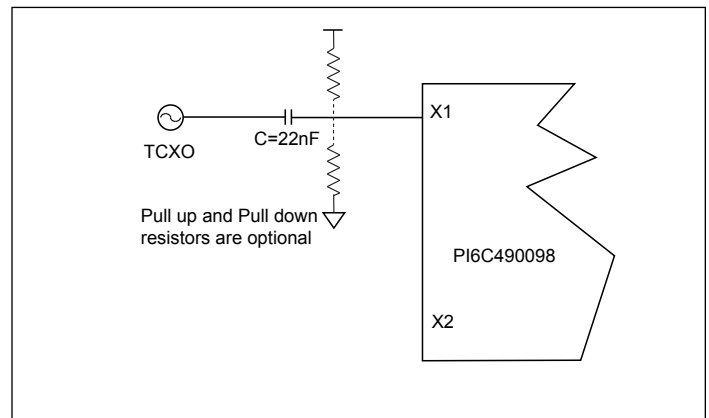 X1
C=22nF
TCXO
Pull up and Pull down
resistors are optional
PI6C490098
X2